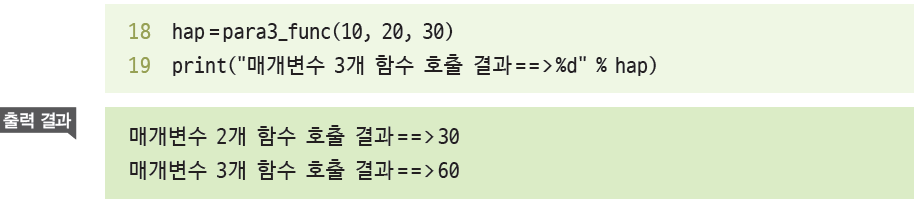 18 hap=para3_func(10, 20, 30)
19 print("매개변수 3개 함수 호출 결과==>%d" % hap)
출력 결과
매개변수 2개 함수 호출 결과==>30
매개변수 3개 함수 호출 결과==>60